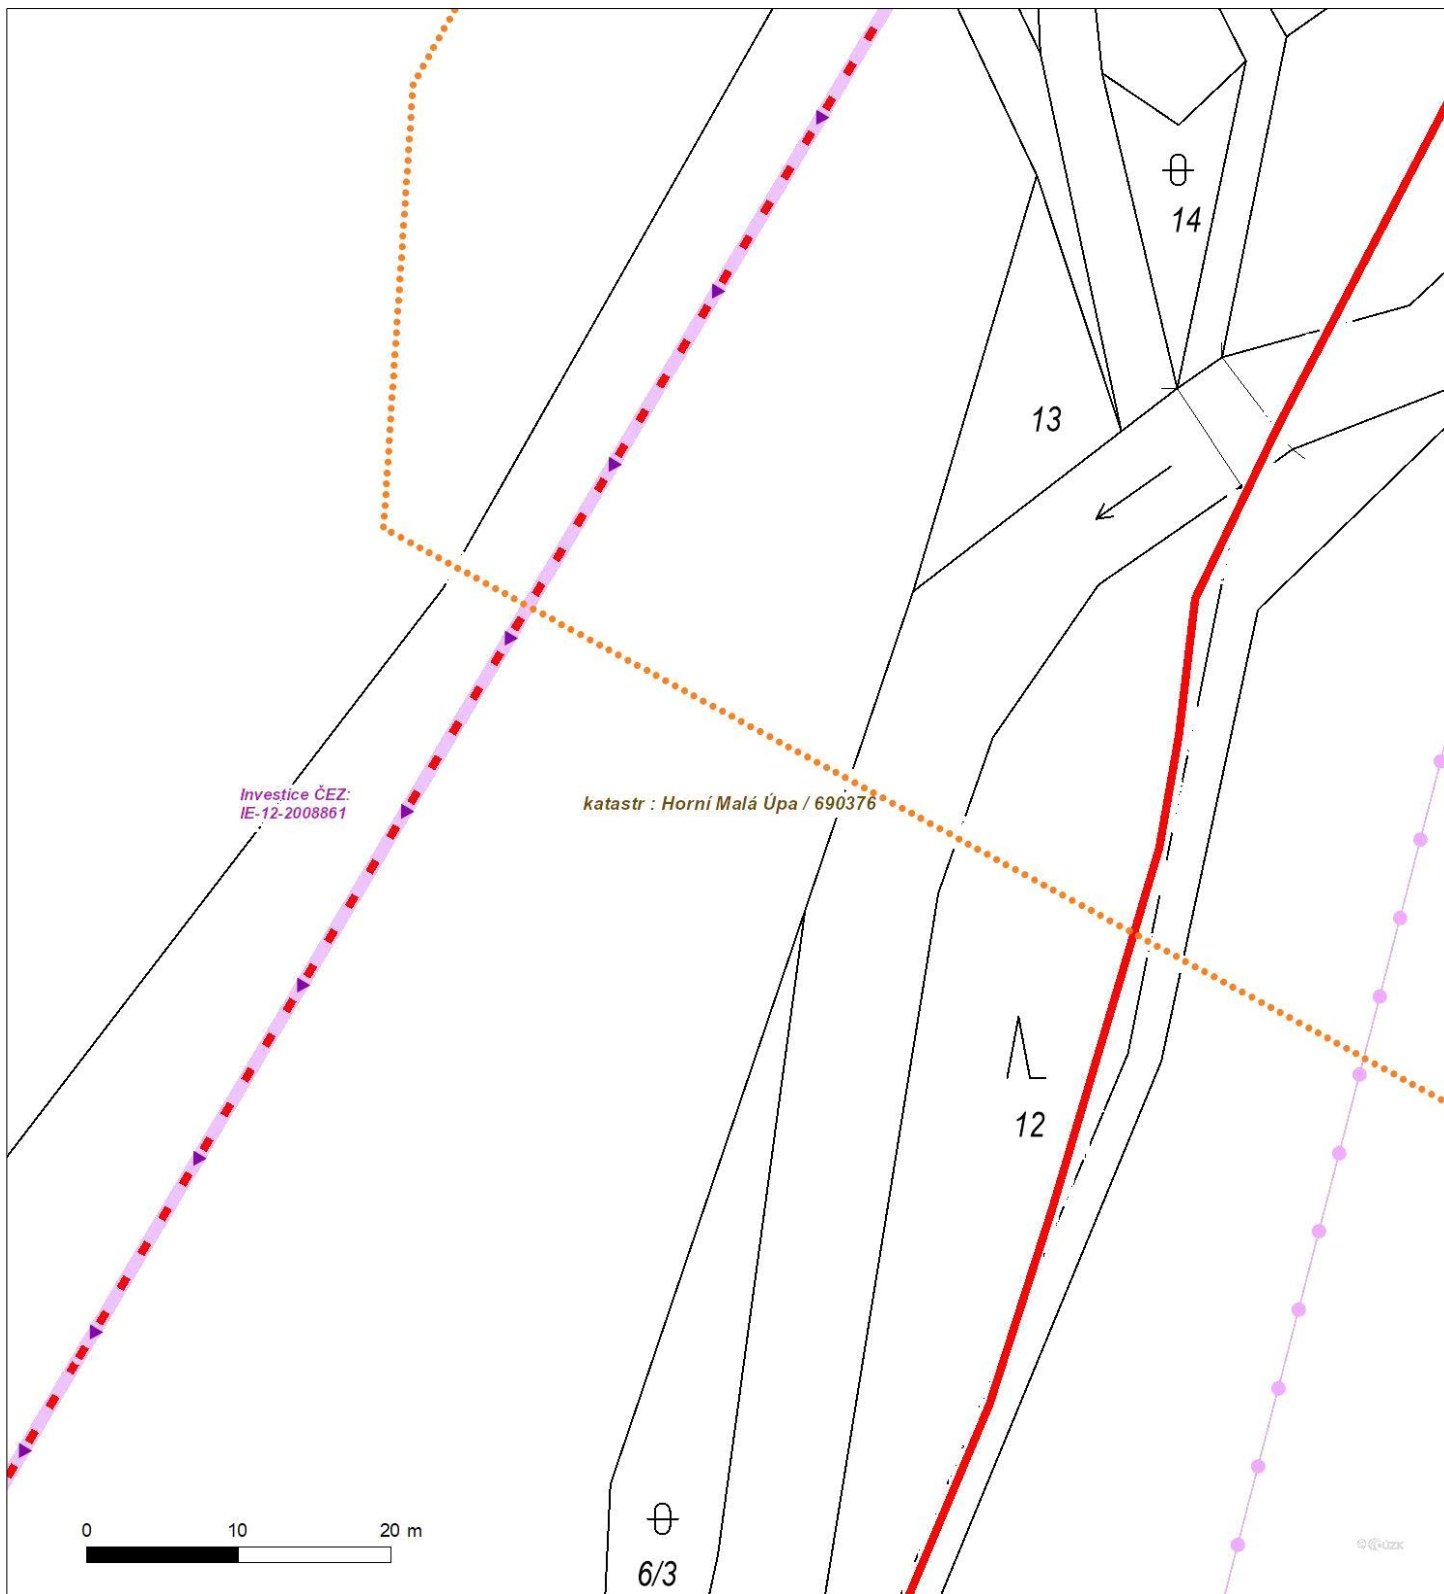 14
13
Investice ČEZ:
IE-12-2008861
katastr : Horní Malá Úpa / 690376
12
0 10 20 m
6/3